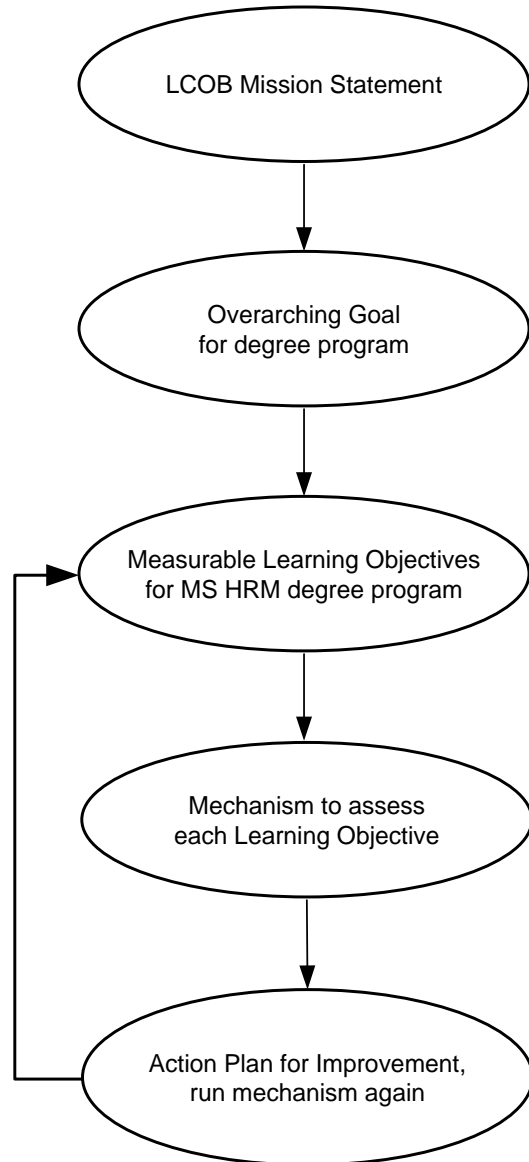 LCOB Mission Statement
Overarching Goal
for degree program
Measurable Learning Objectives
for MS HRM degree program
Mechanism to assess
each Learning Objective
Action Plan for Improvement,
run mechanism again